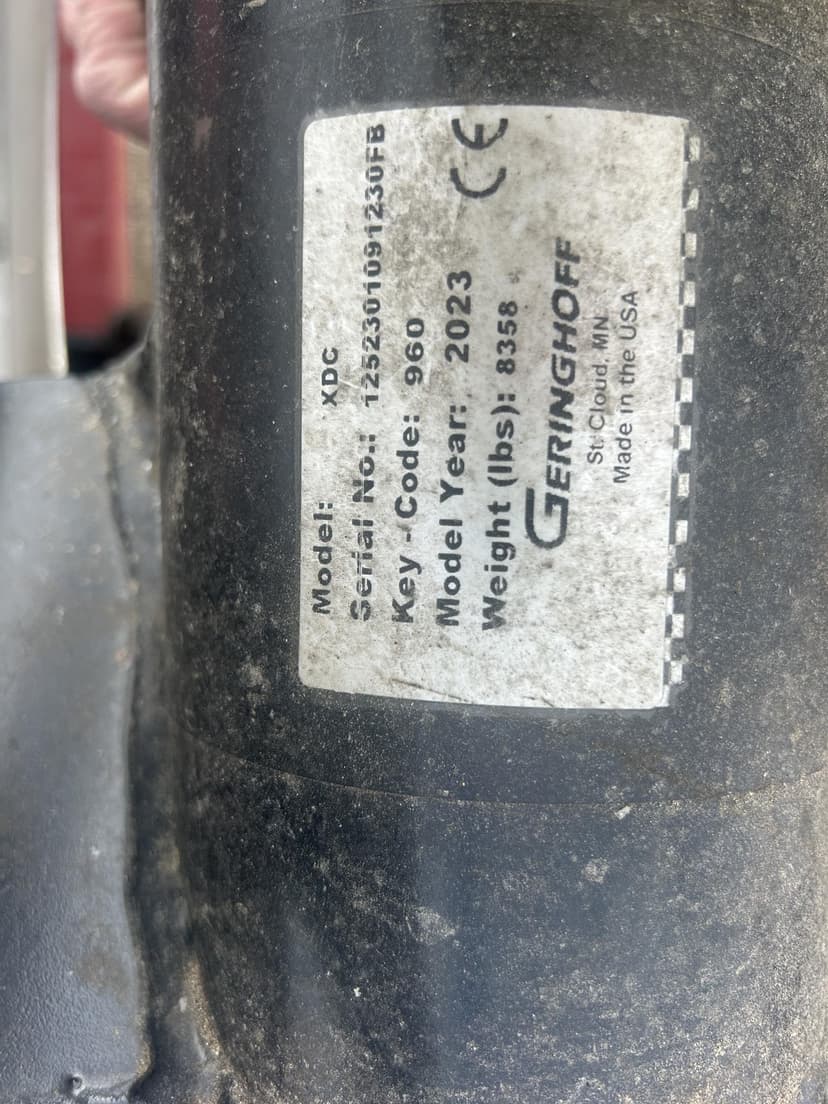 Model: XDC
Serial No.: 1252301091230FB
Key - Code: 960
Model Year: 2023
Weight (lbs): 8358
CE
GERINGHOFF
St. Cloud, MN
Made in the USA